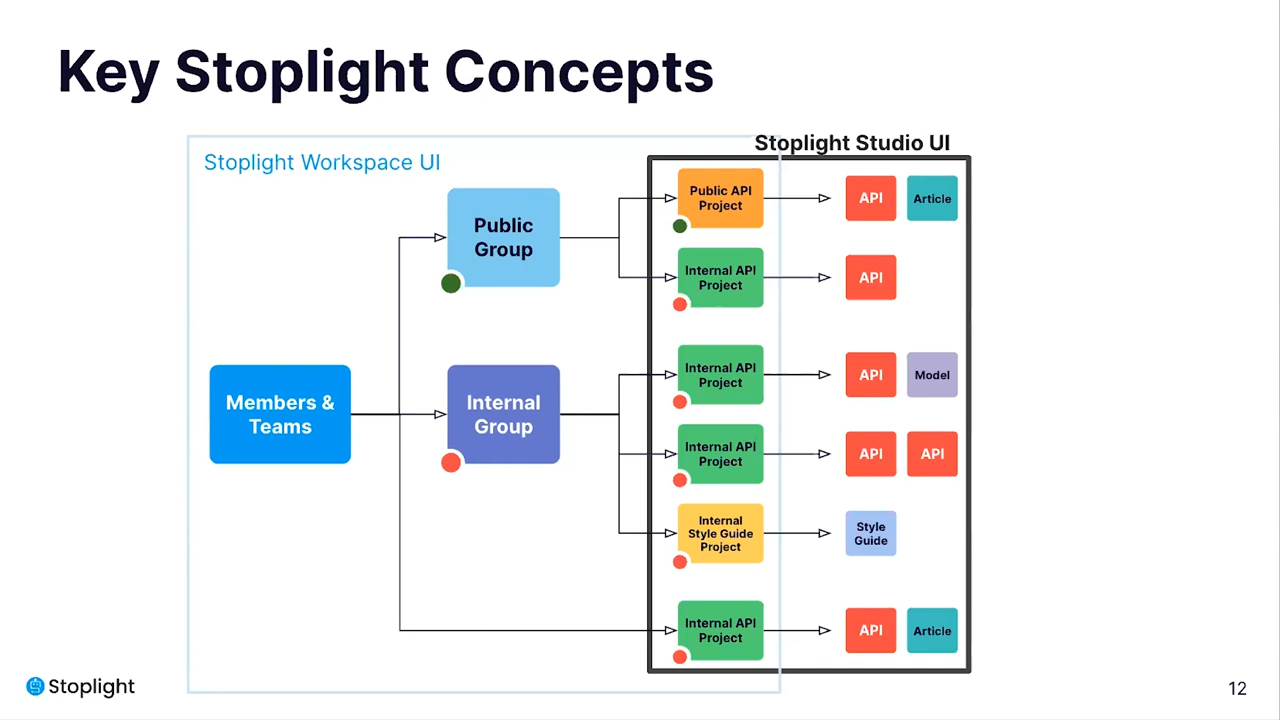 Key Stoplight Concepts
Stoplight Studio UI
Stoplight Workspace UI
Public
Group
Members &
Teams
Internal
Group
Public API
Project
API
Article
Internal API
Project
API
Internal API
Project
API
Model
Internal API
Project
API
API
Internal
Style Guide
Project
Style
Guide
Internal API
Project
API
Article
Stoplight
12